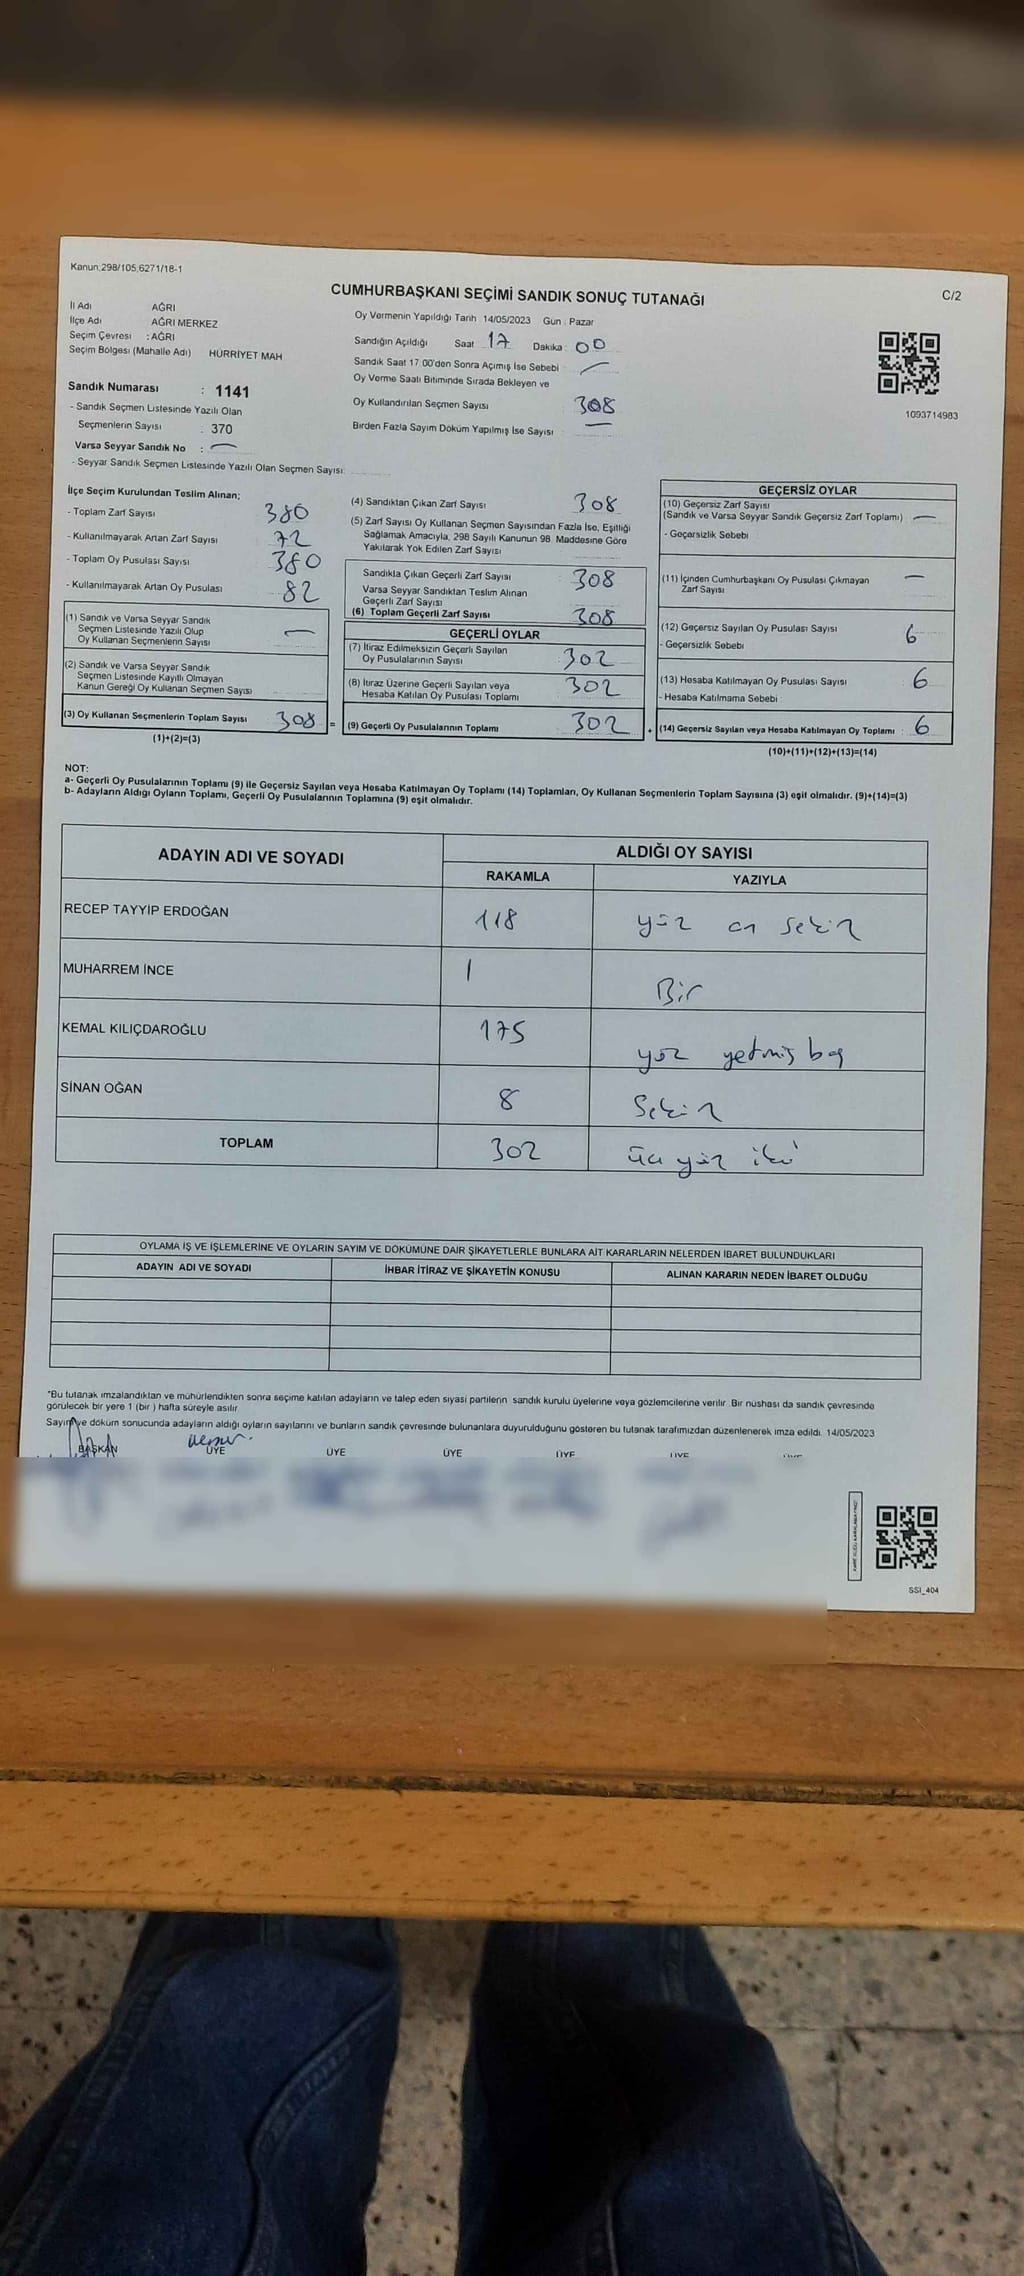 Kanun;298/105,6271/18-1
C/2
CUMHURBAŞKANI SEÇİMİ SANDIK SONUÇ TUTANAĞI
İl Adı AĞRI
İlçe Adı AĞRI MERKEZ
Seçim Çevresi : AĞRI
Seçim Bölgesi (Mahalle Adı) HÜRRİYET MAH
Oy Vermenin Yapıldığı Tarih 14/05/2023 Gün : Pazar
Sandığın Açıldığı Saat 17 Dakika : 00
Sandık Saat 17:00'den Sonra Açılmış İse Sebebi
Oy Verme Saati Bitiminde Sırada Bekleyen ve
Oy Kullandırılan Seçmen Sayısı : 308
Birden Fazla Sayım Döküm Yapılmış İse Sayısı
1093714983
Sandık Numarası : 1141
- Sandık Seçmen Listesinde Yazılı Olan
Seçmenlerin Sayısı : 370
Varsa Seyyar Sandık No :
- Seyyar Sandık Seçmen Listesinde Yazılı Olan Seçmen Sayısı:
İlçe Seçim Kurulundan Teslim Alınan;
- Toplam Zarf Sayısı 380
- Kullanılmayarak Artan Zarf Sayısı 72
- Toplam Oy Pusulası Sayısı 380
- Kullanılmayarak Artan Oy Pusulası 82
(1) Sandık ve Varsa Seyyar Sandık
Seçmen Listesinde Yazılı Olup
Oy Kullanan Seçmenlerin Sayısı
(2) Sandık ve Varsa Seyyar Sandık
Seçmen Listesinde Kayıtlı Olmayan
Kanun Gereği Oy Kullanan Seçmen Sayısı
(3) Oy Kullanan Seçmenlerin Toplam Sayısı 308 =
(1)+(2)=(3)
(4) Sandıktan Çıkan Zarf Sayısı 308
(5) Zarf Sayısı Oy Kullanan Seçmen Sayısından Fazla İse, Eşitliği
Sağlamak Amacıyla, 298 Sayılı Kanunun 98. Maddesine Göre
Yakılarak Yok Edilen Zarf Sayısı
Sandıkta Çıkan Geçerli Zarf Sayısı 308
Varsa Seyyar Sandıktan Teslim Alınan
Geçerli Zarf Sayısı
(6) Toplam Geçerli Zarf Sayısı 308
GEÇERLİ OYLAR
(7) İtiraz Edilmeksizin Geçerli Sayılan
Oy Pusulalarının Sayısı 302
(8) İtiraz Üzerine Geçerli Sayılan veya
Hesaba Katılan Oy Pusulası Toplamı 302
(9) Geçerli Oy Pusulalarının Toplamı 302
GEÇERSİZ OYLAR
(10) Geçersiz Zarf Sayısı
(Sandık ve Varsa Seyyar Sandık Geçersiz Zarf Toplamı)
- Geçersizlik Sebebi
(11) İçinden Cumhurbaşkanı Oy Pusulası Çıkmayan
Zarf Sayısı
(12) Geçersiz Sayılan Oy Pusulası Sayısı 6
- Geçersizlik Sebebi
(13) Hesaba Katılmayan Oy Pusulası Sayısı 6
- Hesaba Katılmama Sebebi
(14) Geçersiz Sayılan veya Hesaba Katılmayan Oy Toplamı 6
(10)+(11)+(12)+(13)=(14)
NOT:
a- Geçerli Oy Pusulalarının Toplamı (9) ile Geçersiz Sayılan veya Hesaba Katılmayan Oy Toplamı (14) Toplamları, Oy Kullanan Seçmenlerin Toplam Sayısına (3) eşit olmalıdır. (9)+(14)=(3)
b- Adayların Aldığı Oyların Toplamı, Geçerli Oy Pusulalarının Toplamına (9) eşit olmalıdır.
ADAYIN ADI VE SOYADI ALDIĞI OY SAYISI
RAKAMLA YAZIYLA
RECEP TAYYİP ERDOĞAN 118 yüz on sekiz
MUHARREM İNCE 1 Bir
KEMAL KILIÇDAROĞLU 175 yüz yetmiş beş
SİNAN OĞAN 8 Sekiz
TOPLAM 302 üç yüz iki
OYLAMA İŞ VE İŞLEMLERİNE VE OYLARIN SAYIM VE DÖKÜMÜNE DAİR ŞİKAYETLERLE BUNLARA AİT KARARLARIN NELERDEN İBARET BULUNDUKLARI
ADAYIN ADI VE SOYADI İHBAR İTİRAZ VE ŞİKAYETİN KONUSU ALINAN KARARIN NEDEN İBARET OLDUĞU
*Bu tutanak imzalandıktan ve mühürlendikten sonra seçime katılan adayların ve talep eden siyasi partilerin sandık kurulu üyelerine veya gözlemcilerine verilir. Bir nüshası da sandık çevresinde
görülecek bir yere 1 (bir) hafta süreyle asılır.
Sayım ve döküm sonucunda adayların aldığı oyların sayılarını ve bunların sandık çevresinde bulunanlara duyurulduğunu gösteren bu tutanak tarafımızdan düzenlenerek imza edildi. 14/05/2023
BAŞKAN ÜYE ÜYE ÜYE ÜYE ÜYE ÜYE
SSI_404